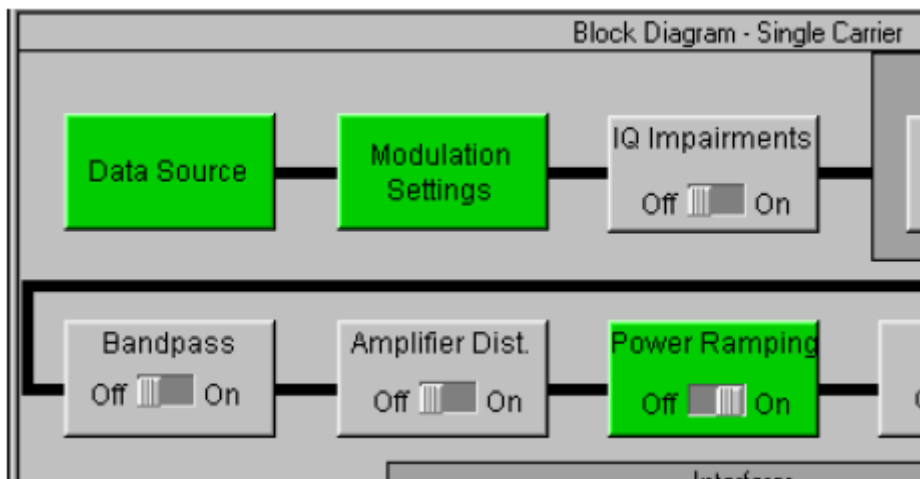 Block Diagram - Single Carrier
Data Source
Modulation
Settings
IQ Impairments
Off On
Bandpass
Off On
Amplifier Dist.
Off On
Power Ramping
Off On